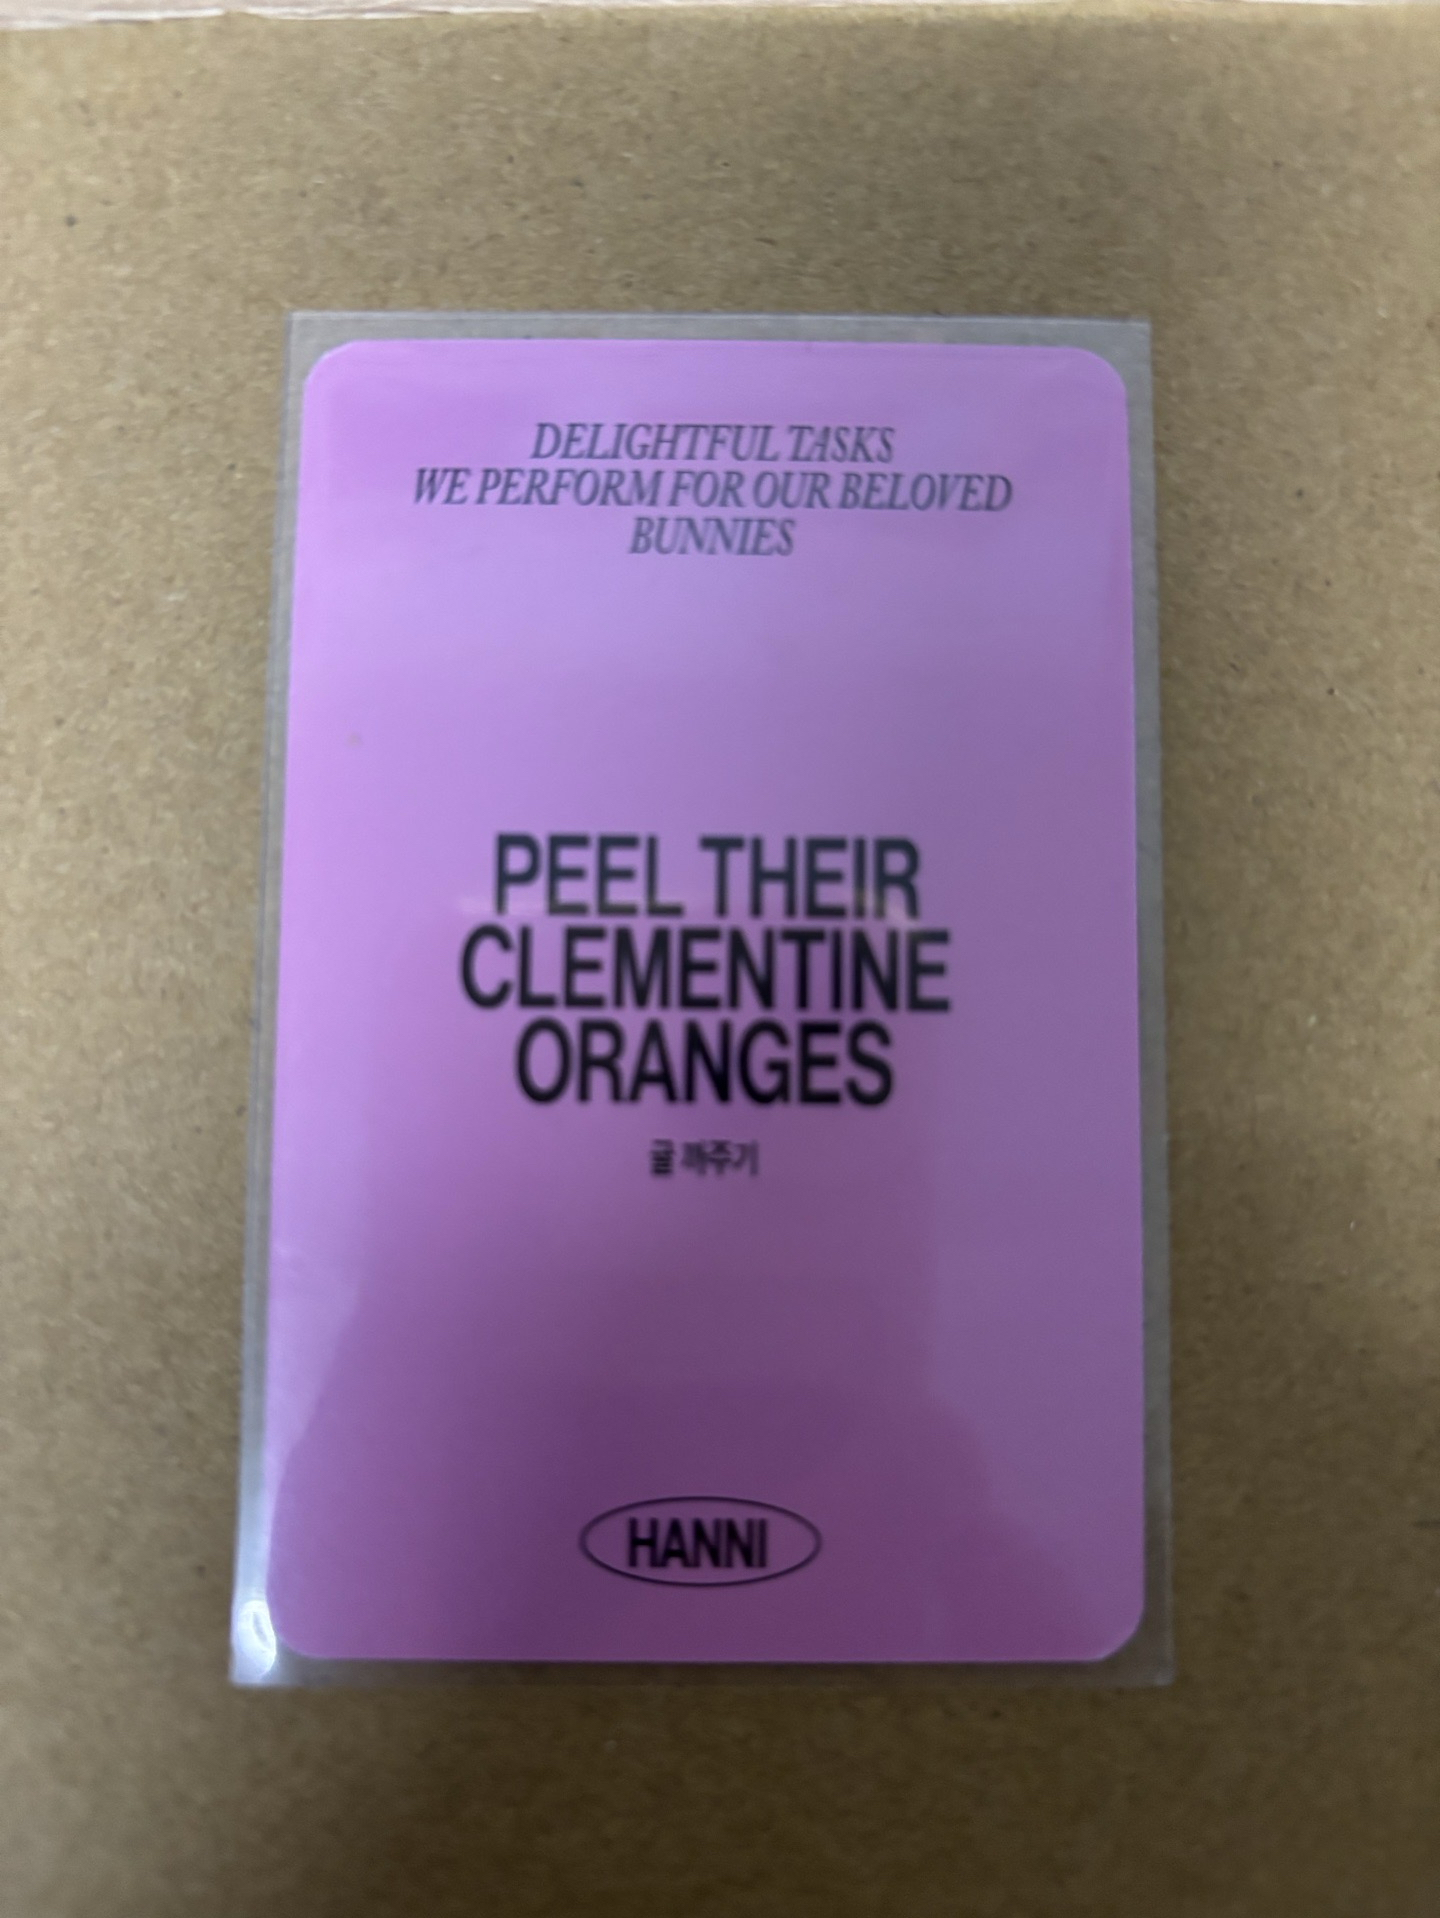 DELIGHTFUL TASKS
WE PERFORM FOR OUR BELOVED
BUNNIES
PEEL THEIR
CLEMENTINE
ORANGES
귤 까주기
HANNI